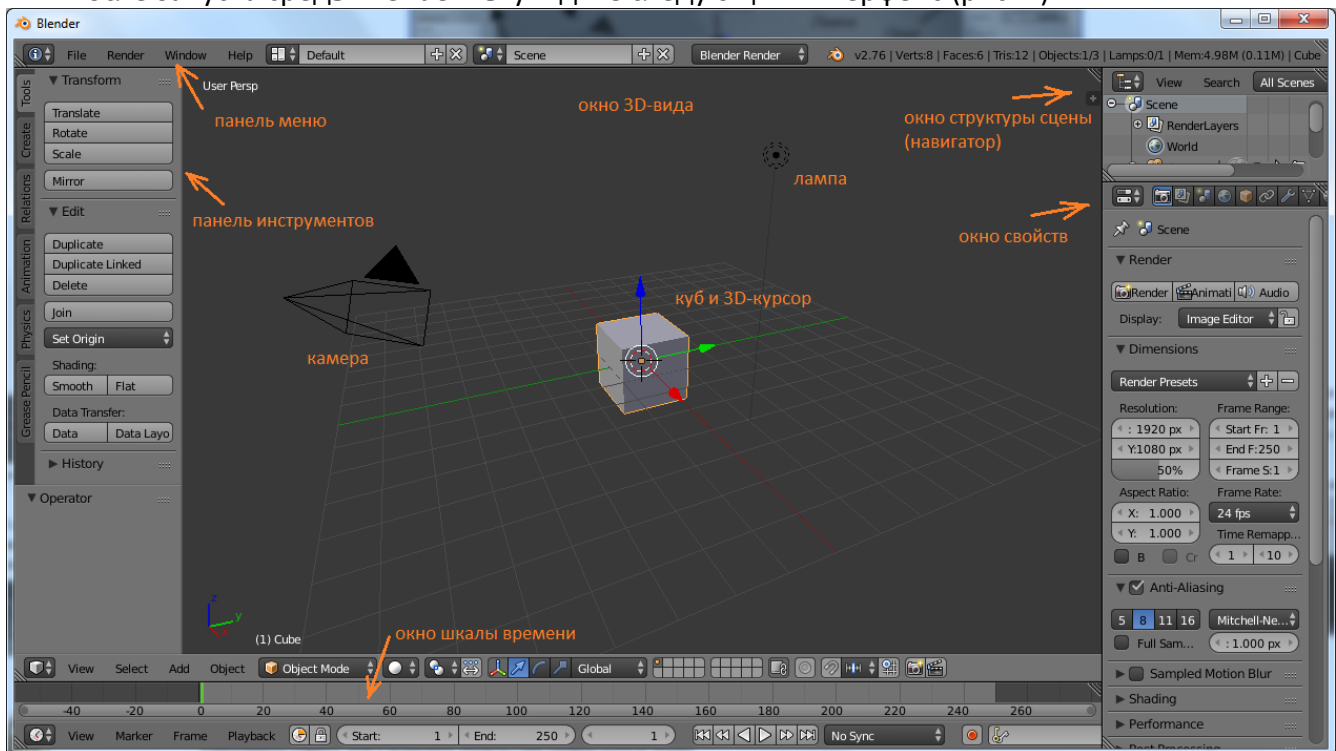 Blender
File Render Window Help Default Scene Blender Render v2.76 | Verts:8 | Faces:6 | Tris:12 | Objects:1/3 | Lamps:0/1 | Mem:4.98M (0.11M) | Cube
Tools
Create
Relations
Animation
Physics
Grease Pencil
Transform
Translate
Rotate
Scale
Mirror
Edit
Duplicate
Duplicate Linked
Delete
Join
Set Origin
Shading:
Smooth Flat
Data Transfer:
Data Data Layo
History
Operator
User Persp
окно 3D-вида
панель меню
окно структуры сцены
(навигатор)
лампа
панель инструментов
окно свойств
куб и 3D-курсор
камера
z
y
x
(1) Cube
окно шкалы времени
View Search All Scenes
Scene
RenderLayers
World
Scene
Render
Render Animati Audio
Display: Image Editor
Dimensions
Render Presets
Resolution: Frame Range:
: 1920 px Start Fr: 1
Y:1080 px End F:250
50% Frame S:1
Aspect Ratio: Frame Rate:
X: 1.000 24 fps
Y: 1.000 Time Remapp...
B Cr 1 10
Anti-Aliasing
5 8 11 16 Mitchell-Ne...
Full Sam... : 1.000 px
Sampled Motion Blur
Shading
Performance
Post Processing
View Select Add Object Object Mode Global
-40 -20 0 20 40 60 80 100 120 140 160 180 200 220 240 260
View Marker Frame Playback Start: 1 End: 250 1 No Sync